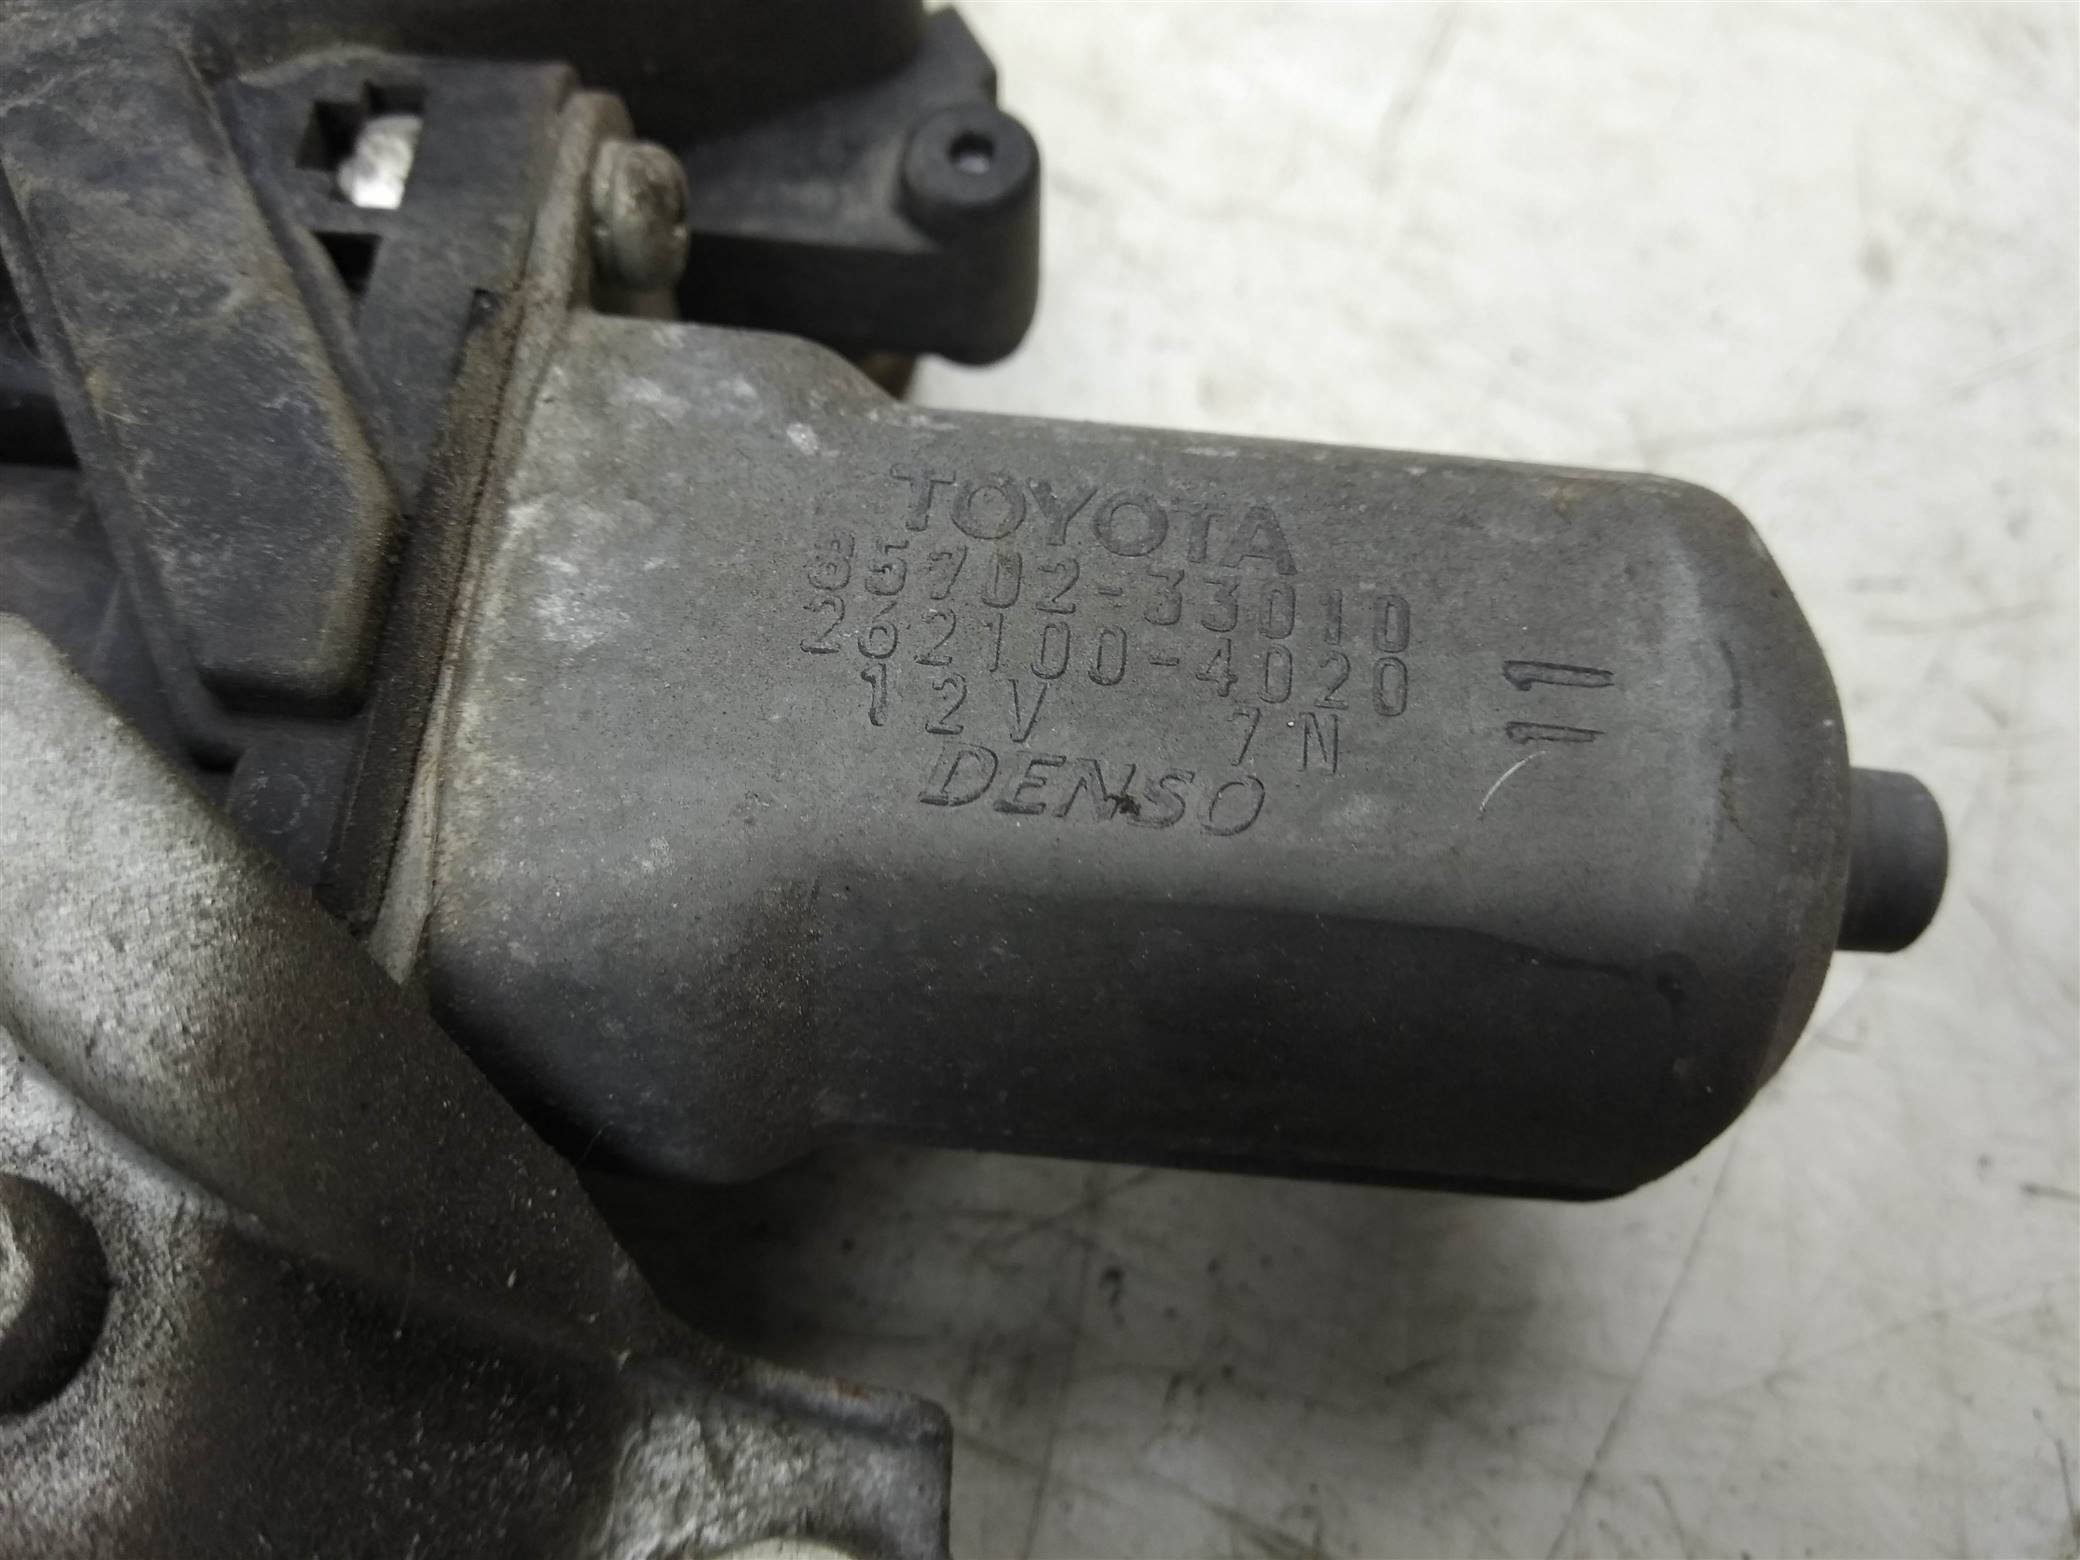 TOYOTA
85702-33010
262100-4020
12V 7N
DENSO